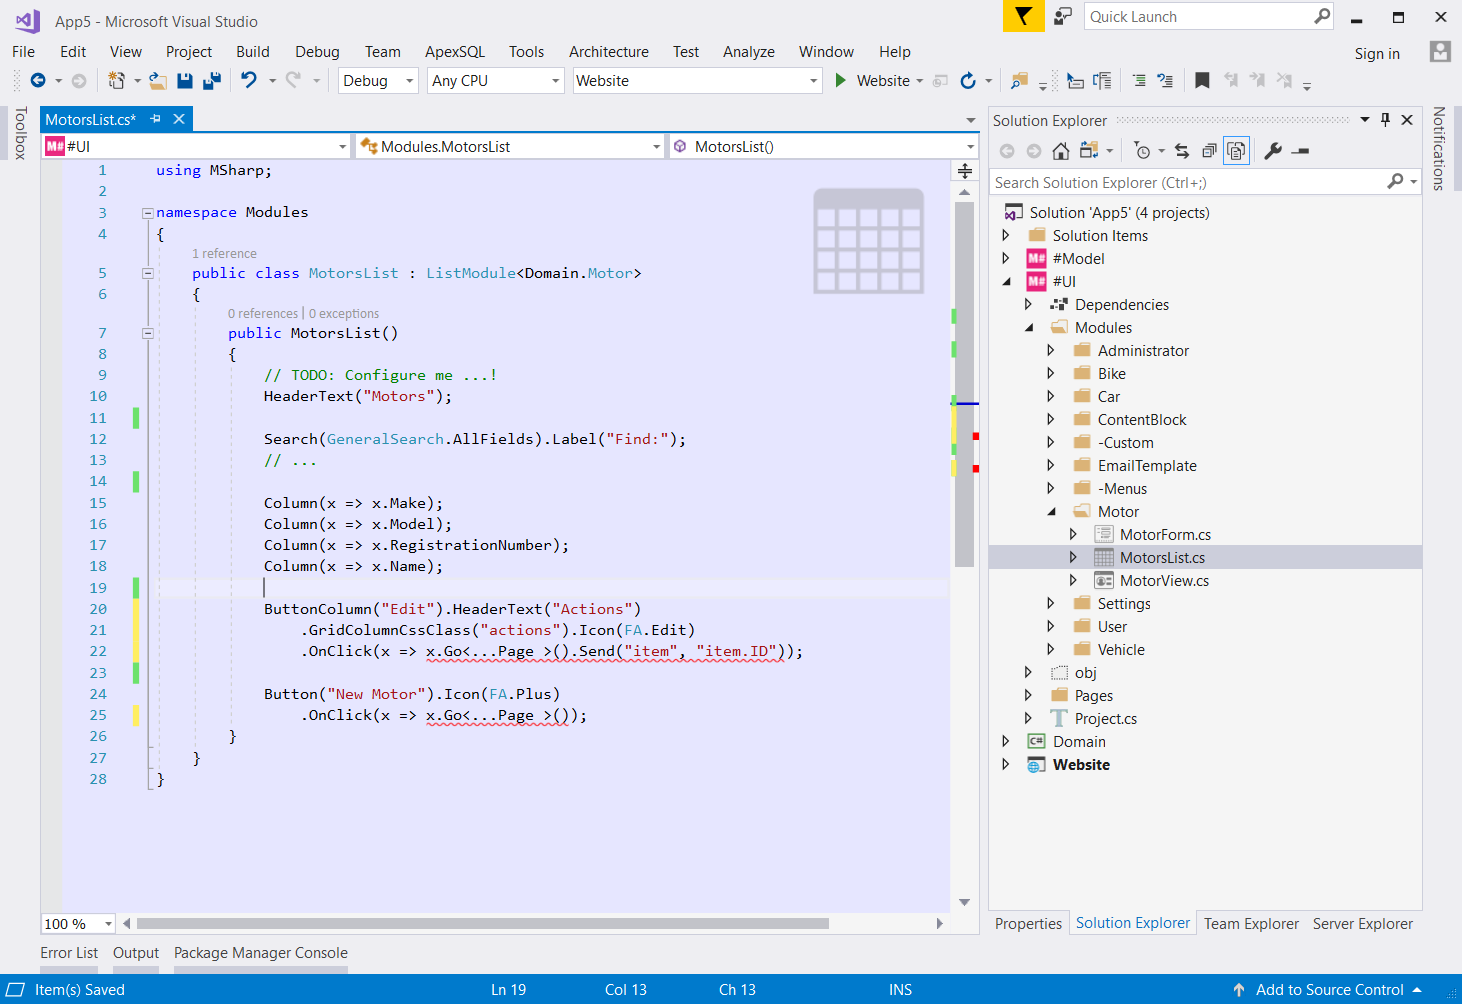 App5 - Microsoft Visual Studio
Quick Launch
File Edit View Project Build Debug Team ApexSQL Tools Architecture Test Analyze Window Help
Sign in
Debug Any CPU Website Website
Toolbox
MotorsList.cs*
M# #UI Modules.MotorsList MotorsList()
1 using MSharp;
2
3 namespace Modules
4 {
1 reference
5 public class MotorsList : ListModule<Domain.Motor>
6 {
0 references | 0 exceptions
7 public MotorsList()
8 {
9 // TODO: Configure me ...!
10 HeaderText("Motors");
11
12 Search(GeneralSearch.AllFields).Label("Find:");
13 // ...
14
15 Column(x => x.Make);
16 Column(x => x.Model);
17 Column(x => x.RegistrationNumber);
18 Column(x => x.Name);
19
20 ButtonColumn("Edit").HeaderText("Actions")
21 .GridColumnCssClass("actions").Icon(FA.Edit)
22 .OnClick(x => x.Go<...Page >().Send("item", "item.ID"));
23
24 Button("New Motor").Icon(FA.Plus)
25 .OnClick(x => x.Go<...Page >());
26 }
27 }
28 }
100 %
Solution Explorer
Notifications
Search Solution Explorer (Ctrl+;)
Solution 'App5' (4 projects)
Solution Items
M# #Model
M# #UI
Dependencies
Modules
Administrator
Bike
Car
ContentBlock
-Custom
EmailTemplate
-Menus
Motor
MotorForm.cs
MotorsList.cs
MotorView.cs
Settings
User
Vehicle
obj
Pages
Project.cs
C# Domain
Website
Properties Solution Explorer Team Explorer Server Explorer
Error List Output Package Manager Console
Item(s) Saved Ln 19 Col 13 Ch 13 INS Add to Source Control